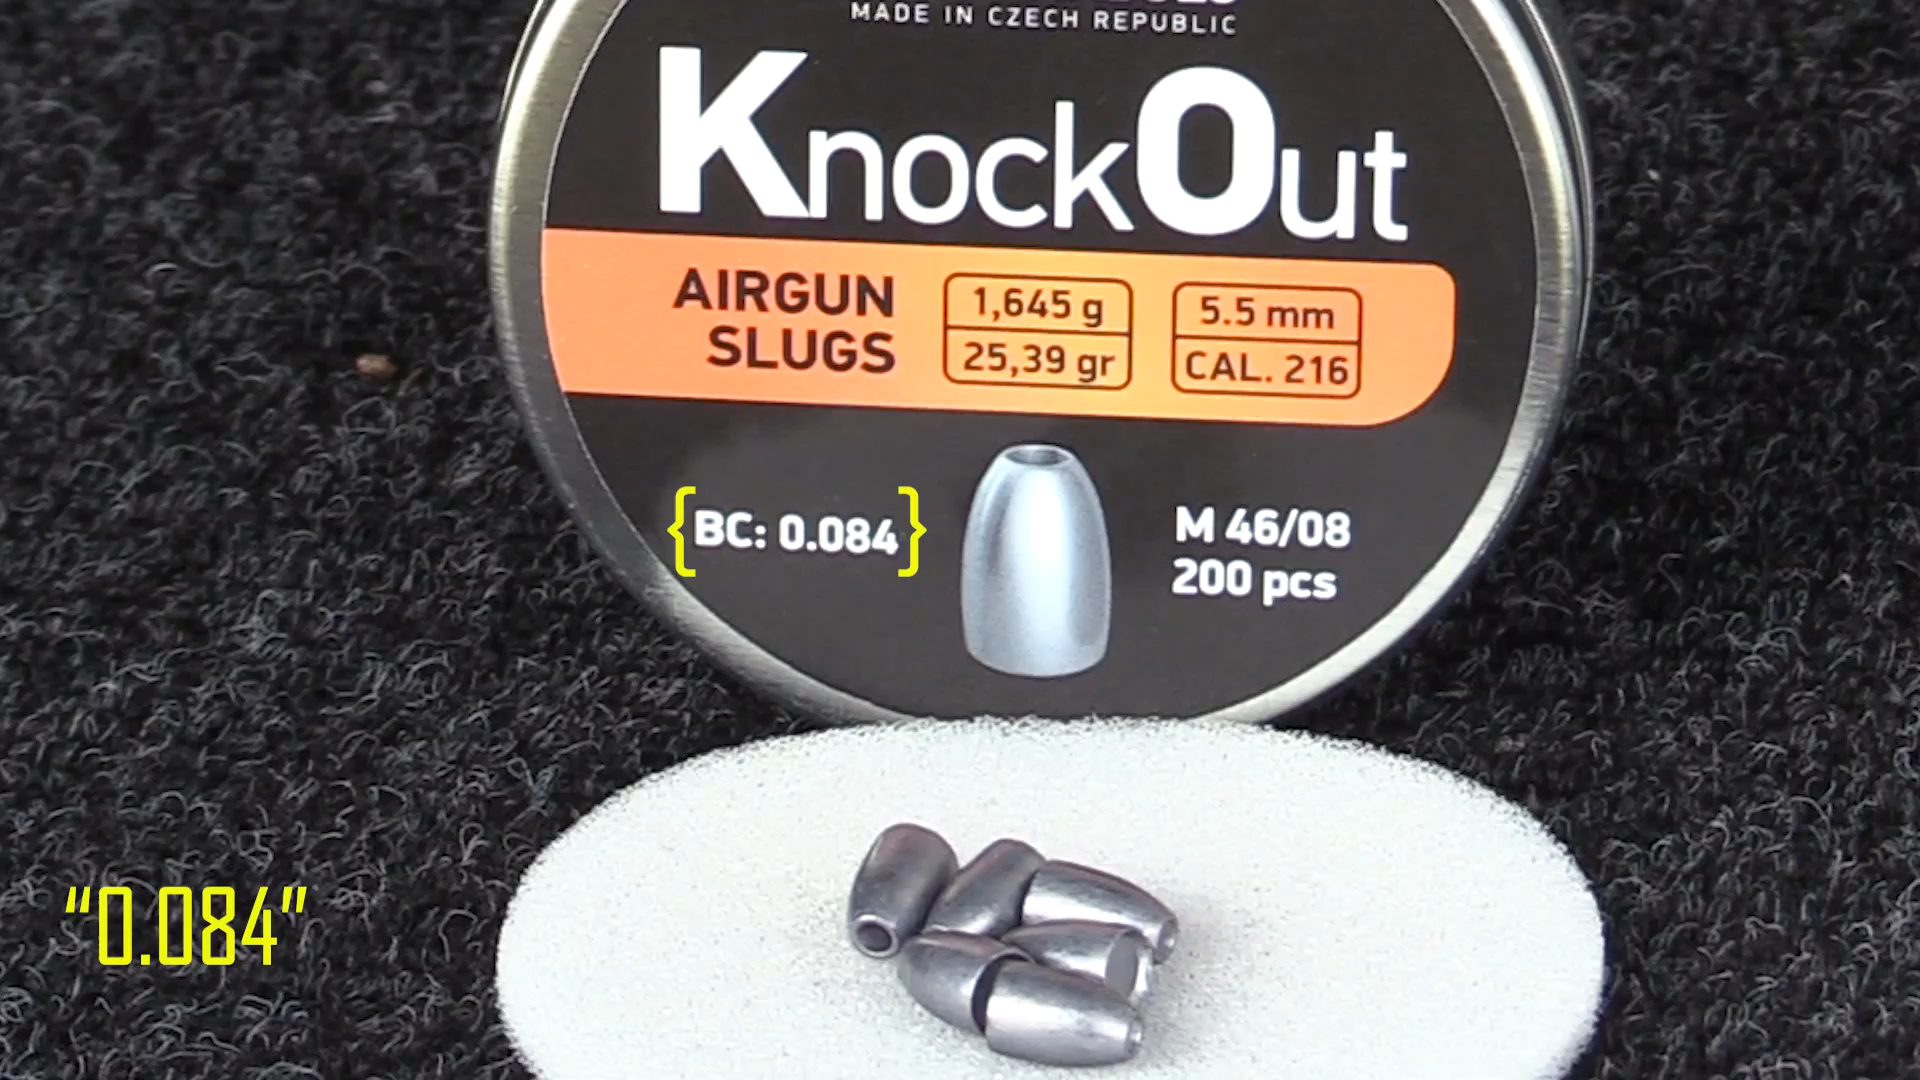 MADE IN CZECH REPUBLIC
KnockOut
AIRGUN
SLUGS
1,645 g
25,39 gr
5.5 mm
CAL. 216
{BC: 0.084}
M 46/08
200 pcs
“0.084”